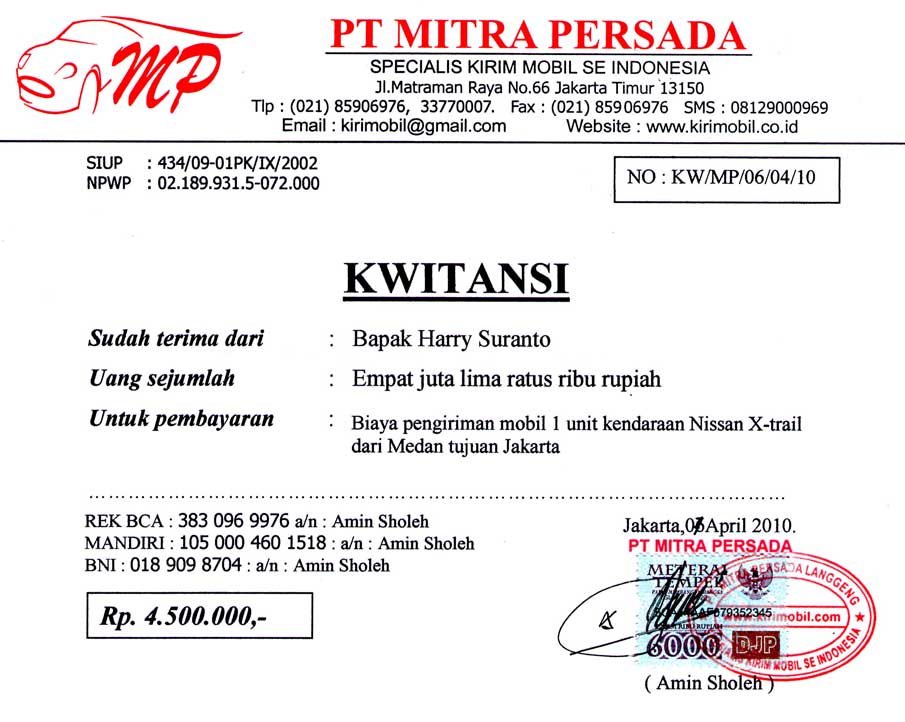 MP
PT MITRA PERSADA
SPECIALIS KIRIM MOBIL SE INDONESIA
Jl.Matraman Raya No.66 Jakarta Timur 13150
Tlp : (021) 85906976, 33770007. Fax : (021) 85906976 SMS : 08129000969
Email : kirimobil@gmail.com Website : www.kirimobil.co.id
SIUP : 434/09-01PK/IX/2002
NPWP : 02.189.931.5-072.000
NO : KW/MP/06/04/10
KWITANSI
Sudah terima dari : Bapak Harry Suranto
Uang sejumlah : Empat juta lima ratus ribu rupiah
Untuk pembayaran : Biaya pengiriman mobil 1 unit kendaraan Nissan X-trail
dari Medan tujuan Jakarta
REK BCA : 383 096 9976 a/n : Amin Sholeh
MANDIRI : 105 000 460 1518 : a/n : Amin Sholeh
BNI : 018 909 8704 : a/n : Amin Sholeh
Rp. 4.500.000,-
Jakarta, April 2010.
PT MITRA PERSADA
METERAI
TEMPEL
079352345
6000 DJP
PT MITRA PERSADA LANGGENG
www.kirimobil.com
KIRIM MOBIL SE INDONESIA
( Amin Sholeh )